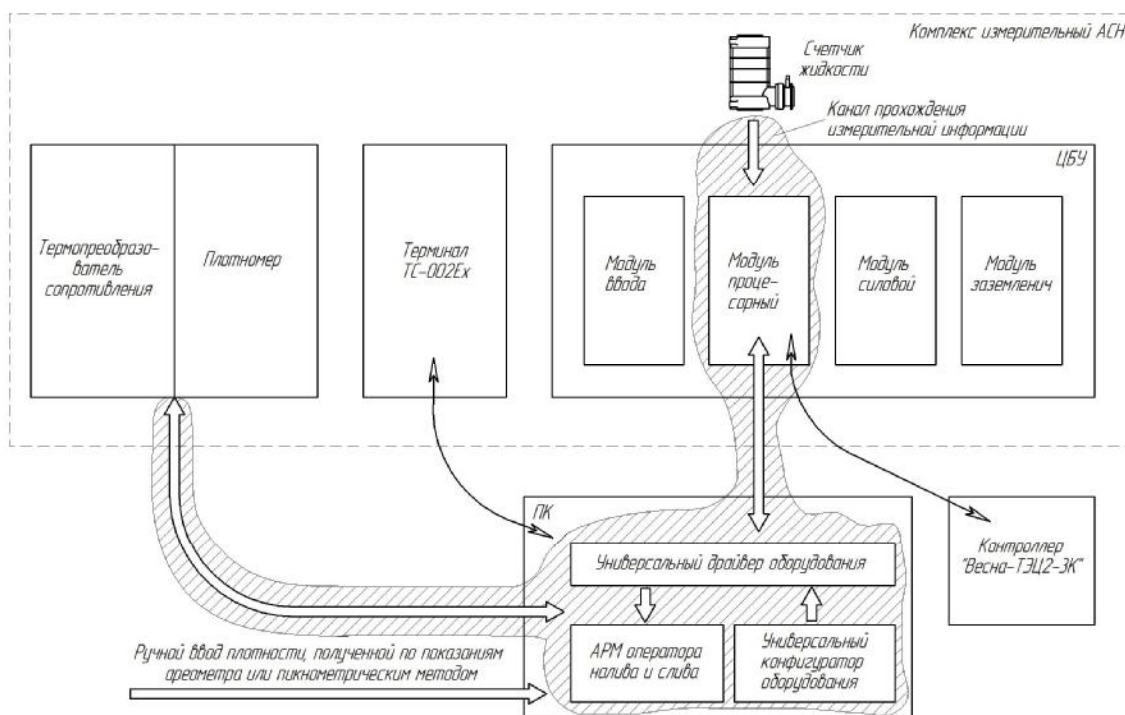 Комплекс измерительный АСН
Счетчик
жидкости
Канал прохождения
измерительной информации
ЦБУ
Термопреобразо-
ватель
сопротивления
Плотномер
Терминал
ТС-002Ex
Модуль
ввода
Модуль
проце-
сорный
Модуль
силовой
Модуль
заземленич
ПК
Универсальный драйвер оборудования
Контроллер
"Весна-ТЭЦ2-3К"
Ручной ввод плотности, полученной по показаниям
ареометра или пикнометрическим методом
АРМ оператора
налива и слива
Универсальный
конфигуратор
оборудования